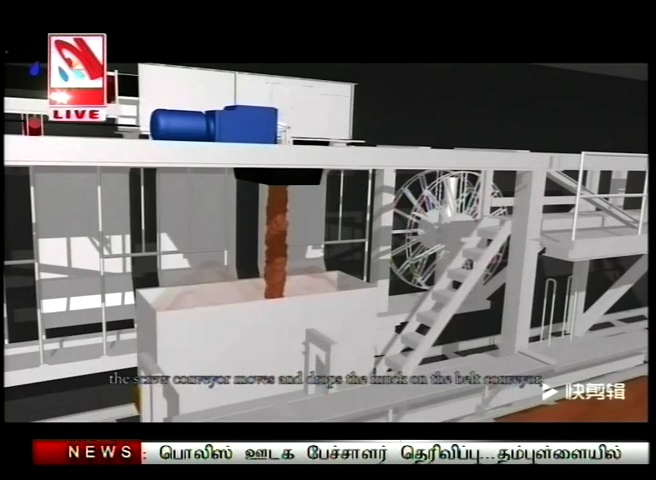 LIVE
the screw conveyor moves and drops the muck on the belt conveyor
快剪辑
NEWS : பொலிஸ் ஊடக பேச்சாளர் தெரிவிப்பு...தம்புள்ளையில்